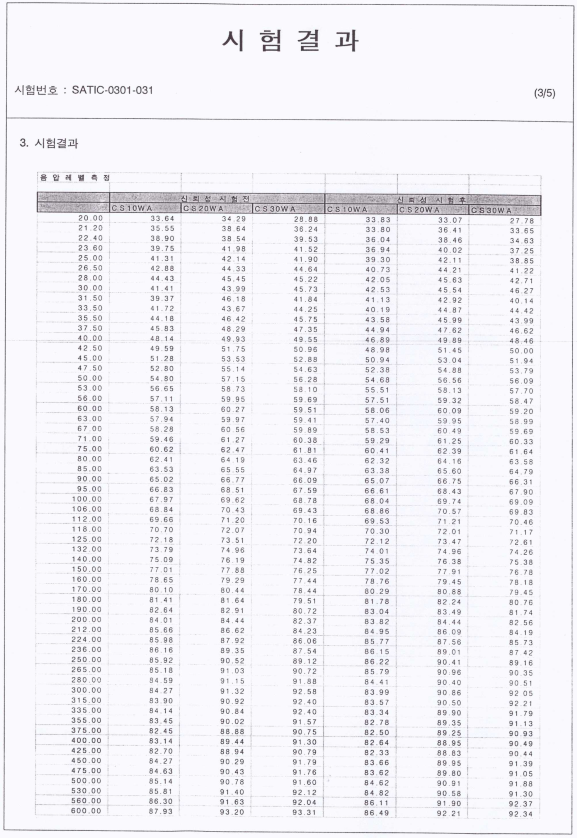 시 험 결 과
시험번호 : SATIC-0301-031 (3/5)
3. 시험결과
음 압 레 벨 측 정
신 뢰 성 시 험 전 신 뢰 성 시 험 후
CS10WA CS20WA CS30WA CS10WA CS20WA CS30WA
20.00 33.64 34.29 28.88 33.83 33.07 27.78
21.20 35.55 38.64 36.24 33.80 36.41 33.65
22.40 38.90 38.54 39.53 36.04 38.46 34.63
23.60 39.75 41.98 41.52 36.94 40.02 37.25
25.00 41.31 42.14 41.90 39.30 42.11 38.85
26.50 42.88 44.33 44.64 40.73 44.21 41.22
28.00 44.43 45.45 45.22 42.05 45.63 42.71
30.00 41.41 43.99 45.73 42.53 45.54 46.27
31.50 39.37 46.18 41.84 41.13 42.92 40.14
33.50 41.72 43.67 44.25 40.19 44.87 44.42
35.50 44.18 46.42 45.75 43.58 45.99 43.99
37.50 45.83 48.29 47.35 44.94 47.62 46.62
40.00 48.14 49.93 49.55 46.89 49.89 48.46
42.50 49.59 51.75 50.96 48.98 51.45 50.00
45.00 51.28 53.53 52.88 50.94 53.04 51.94
47.50 52.80 55.14 54.63 52.38 54.88 53.79
50.00 54.80 57.15 56.28 54.68 56.56 56.09
53.00 56.65 58.73 58.10 55.51 58.13 57.70
56.00 57.11 59.95 59.69 57.51 59.32 58.47
60.00 58.13 60.27 59.51 58.06 60.09 59.20
63.00 57.94 59.97 59.41 57.40 59.95 58.99
67.00 58.28 60.56 59.89 58.53 60.49 59.69
71.00 59.46 61.27 60.38 59.29 61.25 60.33
75.00 60.62 62.47 61.81 60.41 62.39 61.64
80.00 62.41 64.19 63.46 62.32 64.16 63.58
85.00 63.53 65.55 64.97 63.38 65.60 64.79
90.00 65.02 66.77 66.09 65.07 66.75 66.31
95.00 66.83 68.51 67.59 66.61 68.43 67.90
100.00 67.97 69.62 68.78 68.04 69.74 69.09
106.00 68.84 70.43 69.43 68.86 70.57 69.83
112.00 69.66 71.20 70.16 69.53 71.21 70.46
118.00 70.70 72.07 70.94 70.30 72.01 71.17
125.00 72.18 73.51 72.20 72.12 73.47 72.61
132.00 73.79 74.96 73.64 74.01 74.96 74.26
140.00 75.09 76.19 74.82 75.35 76.38 75.38
150.00 77.01 77.88 76.25 77.02 77.91 76.78
160.00 78.65 79.29 77.44 78.76 79.45 78.18
170.00 80.10 80.44 78.44 80.29 80.88 79.45
180.00 81.41 81.64 79.51 81.78 82.24 80.76
190.00 82.64 82.91 80.72 83.04 83.49 81.74
200.00 84.01 84.44 82.37 83.82 84.44 82.56
212.00 85.66 86.62 84.23 84.95 86.09 84.19
224.00 85.98 87.92 86.06 85.77 87.56 85.73
236.00 86.16 89.35 87.54 86.15 89.01 87.42
250.00 85.92 90.52 89.12 86.22 90.41 89.16
265.00 85.18 91.03 90.72 85.79 90.96 90.35
280.00 84.59 91.15 91.88 84.41 90.40 90.51
300.00 84.27 91.32 92.58 83.99 90.86 92.05
315.00 83.90 90.92 92.40 83.57 90.50 92.21
335.00 84.14 90.84 92.40 83.34 89.90 91.79
355.00 83.45 90.02 91.57 82.78 89.35 91.13
375.00 82.45 88.88 90.75 82.50 89.25 90.93
400.00 83.14 89.44 91.30 82.64 88.95 90.49
425.00 82.70 88.94 90.79 82.33 88.83 90.44
450.00 84.27 90.29 91.79 83.66 89.95 91.39
475.00 84.63 90.43 91.76 83.62 89.80 91.05
500.00 85.14 90.78 91.60 84.62 90.91 91.88
530.00 85.81 91.40 92.12 84.82 90.58 91.30
560.00 86.30 91.63 92.04 86.11 91.90 92.37
600.00 87.93 93.20 93.31 86.49 92.21 92.34